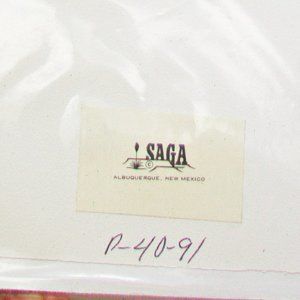 SAGA
©
ALBUQUERQUE, NEW MEXICO
P-40-91